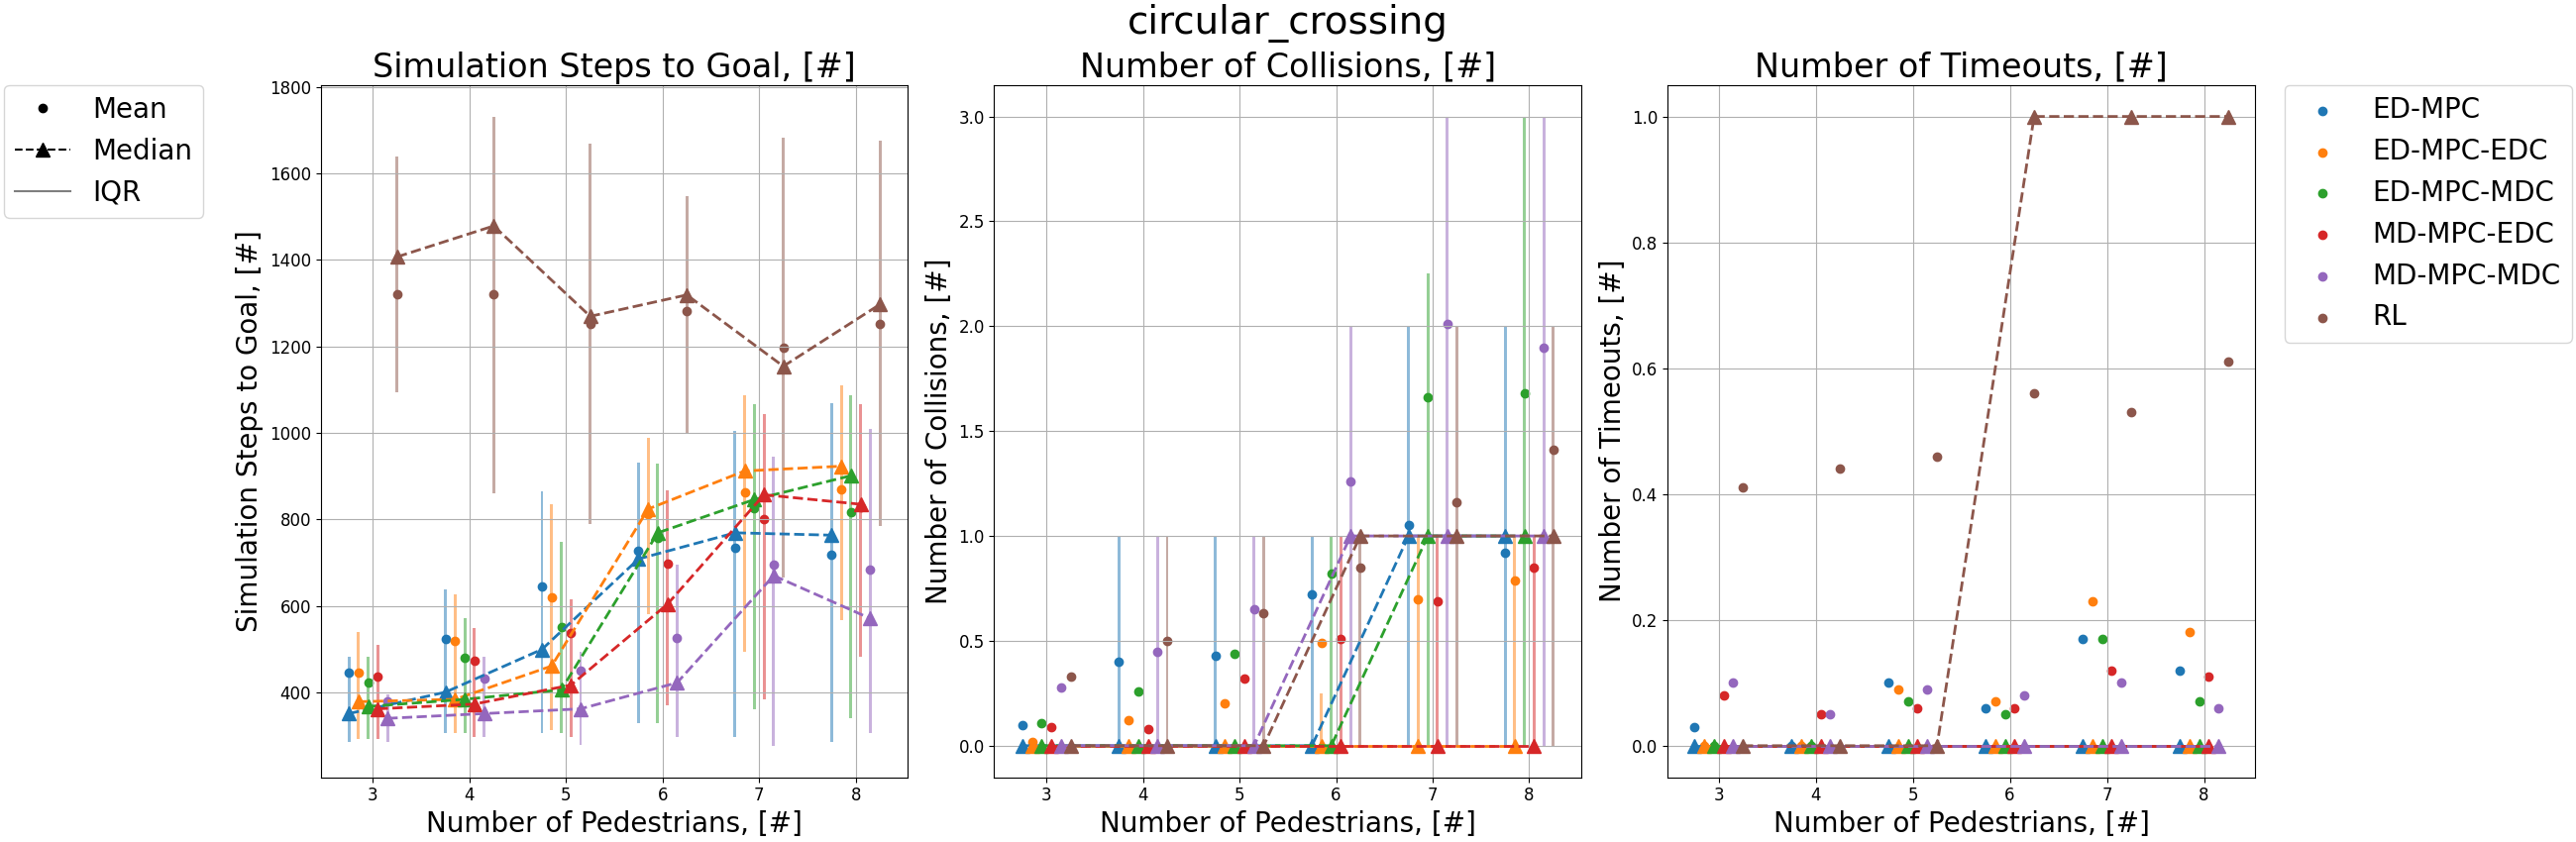 circular_crossing
Mean
Median
IQR
Simulation Steps to Goal, [#]
Simulation Steps to Goal, [#]
1800
1600
1400
1200
1000
800
600
400
3 4 5 6 7 8
Number of Pedestrians, [#]
Number of Collisions, [#]
Number of Collisions, [#]
3.0
2.5
2.0
1.5
1.0
0.5
0.0
3 4 5 6 7 8
Number of Pedestrians, [#]
Number of Timeouts, [#]
Number of Timeouts, [#]
1.0
0.8
0.6
0.4
0.2
0.0
3 4 5 6 7 8
Number of Pedestrians, [#]
ED-MPC
ED-MPC-EDC
ED-MPC-MDC
MD-MPC-EDC
MD-MPC-MDC
RL